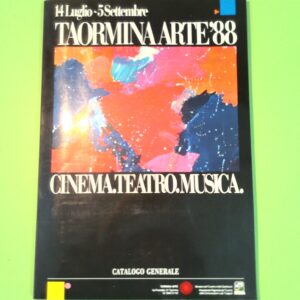 14 Luglio - 5 Settembre
TAORMINA ARTE'88
CINEMA.TEATRO.MUSICA.
CATALOGO GENERALE